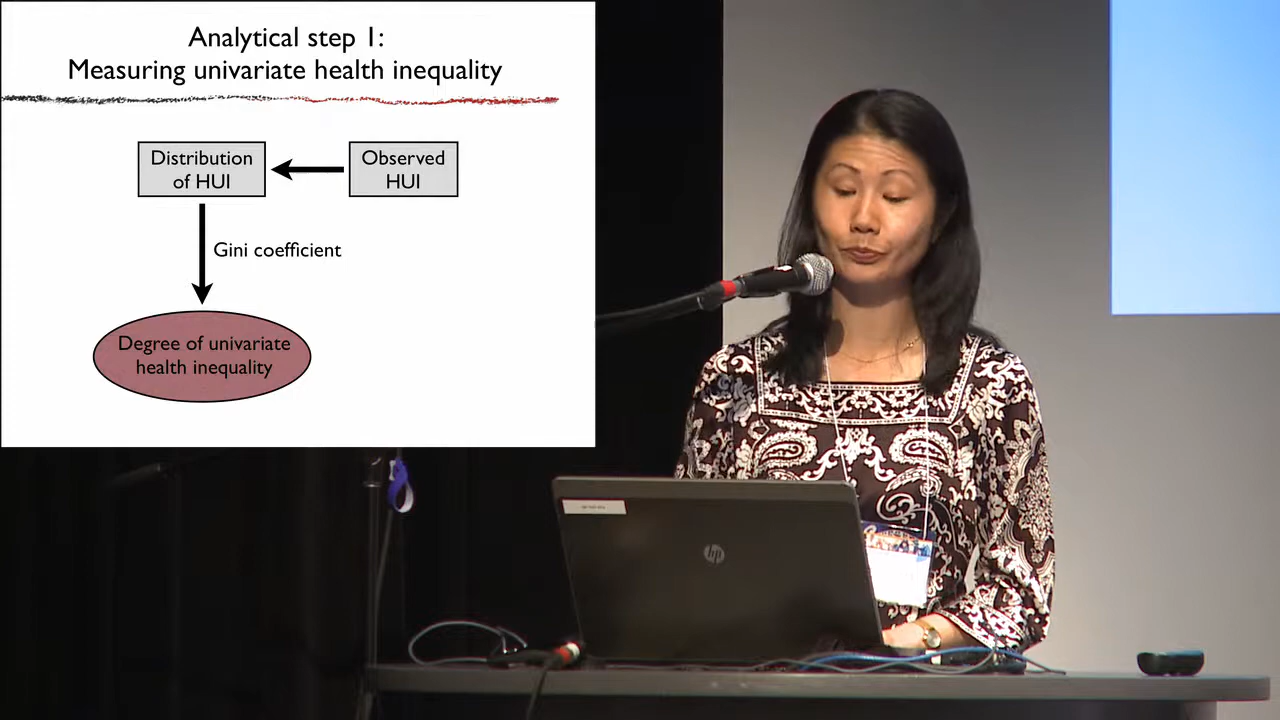 Analytical step 1:
Measuring univariate health inequality
Distribution
of HUI
Observed
HUI
Gini coefficient
Degree of univariate
health inequality
hp